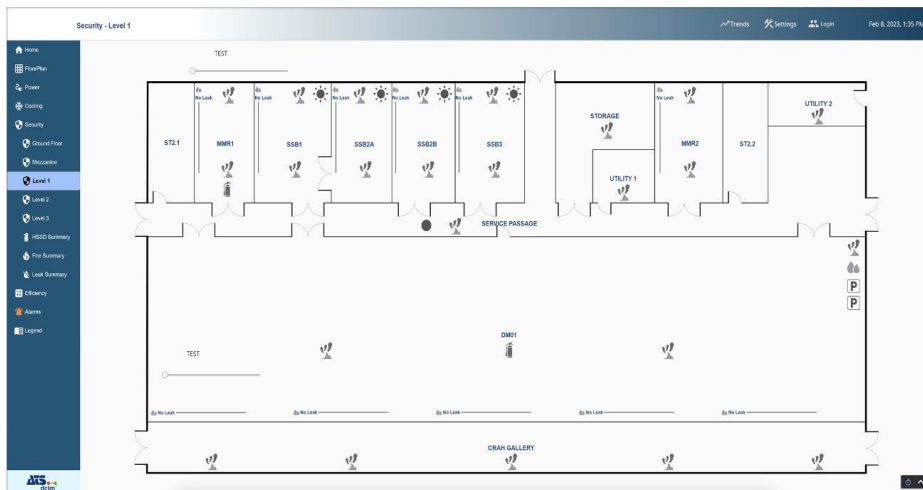 Security - Level 1
Trends
Settings
Login
Feb 8, 2023, 1:35 PM
Home
FloorPlan
Power
Cooling
Security
Ground Floor
Mezzanine
Level 1
Level 2
Level 3
HSSD Summary
Fire Summary
Leak Summary
Efficiency
Alarms
Legend
ATS
dcim
TEST
No Leak
No Leak
No Leak
No Leak
No Leak
No Leak
ST2.1
MMR1
SSB1
SSB2A
SSB2B
SSB3
STORAGE
UTILITY 1
MMR2
ST2.2
UTILITY 2
SERVICE PASSAGE
P
P
DM01
TEST
No Leak
No Leak
No Leak
No Leak
No Leak
CRAH GALLERY